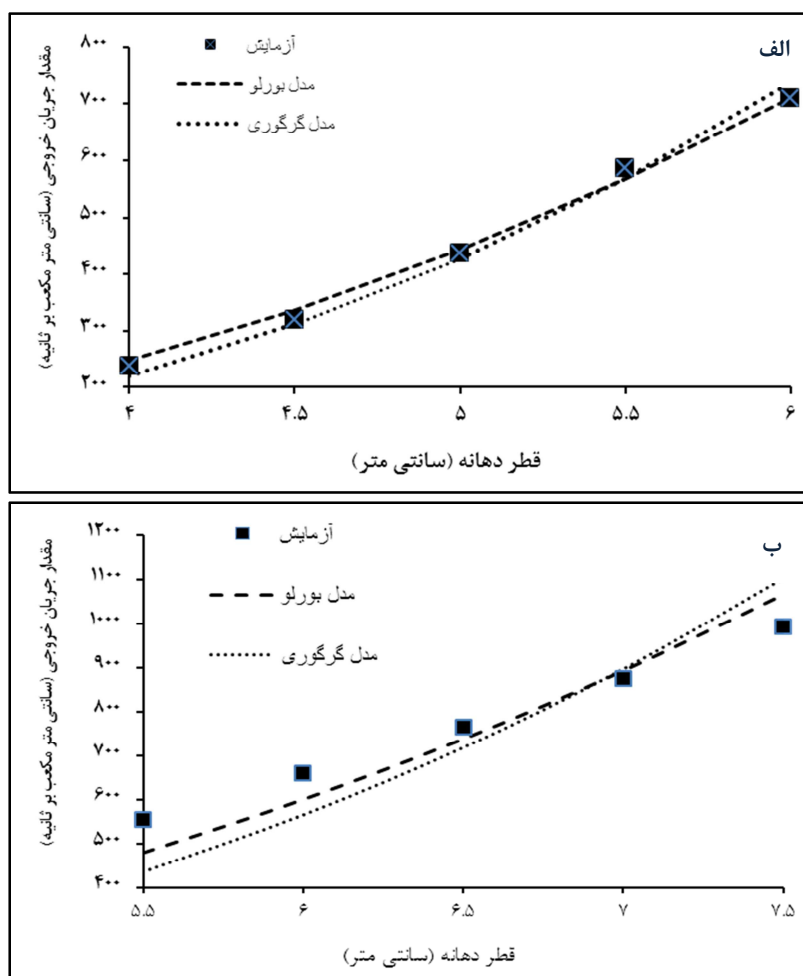 الف
آزمایش
مدل بورلو
مدل گرگوری
مقدار جریان خروجی (سانتی متر مکعب بر ثانیه)
۸۰۰
۷۰۰
۶۰۰
۵۰۰
۴۰۰
۳۰۰
۲۰۰
۴
۴.۵
۵
۵.۵
۶
قطر دهانه (سانتی متر)
ب
آزمایش
مدل بورلو
مدل گرگوری
مقدار جریان خروجی (سانتی متر مکعب بر ثانیه)
۱۲۰۰
۱۱۰۰
۱۰۰۰
۹۰۰
۸۰۰
۷۰۰
۶۰۰
۵۰۰
۴۰۰
۵.۵
۶
۶.۵
۷
۷.۵
قطر دهانه (سانتی متر)